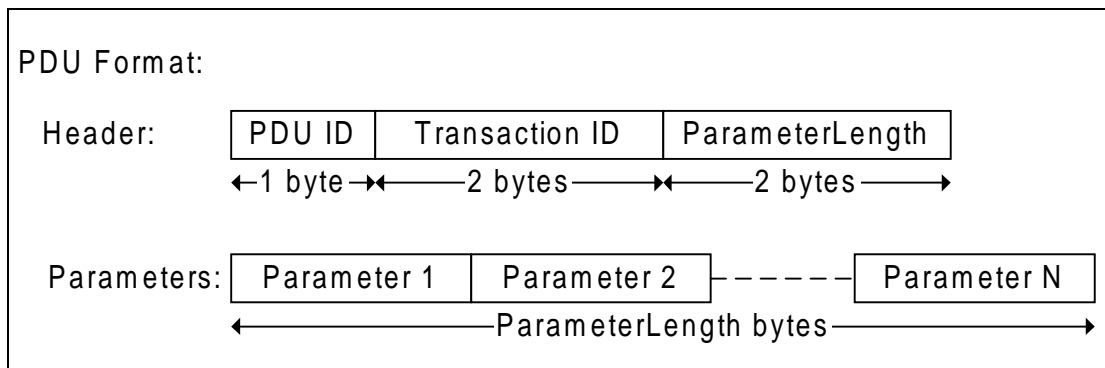 PDU Format:
Header: PDU ID Transaction ID ParameterLength
1 byte 2 bytes 2 bytes
Parameters: Parameter 1 Parameter 2 Parameter N
ParameterLength bytes